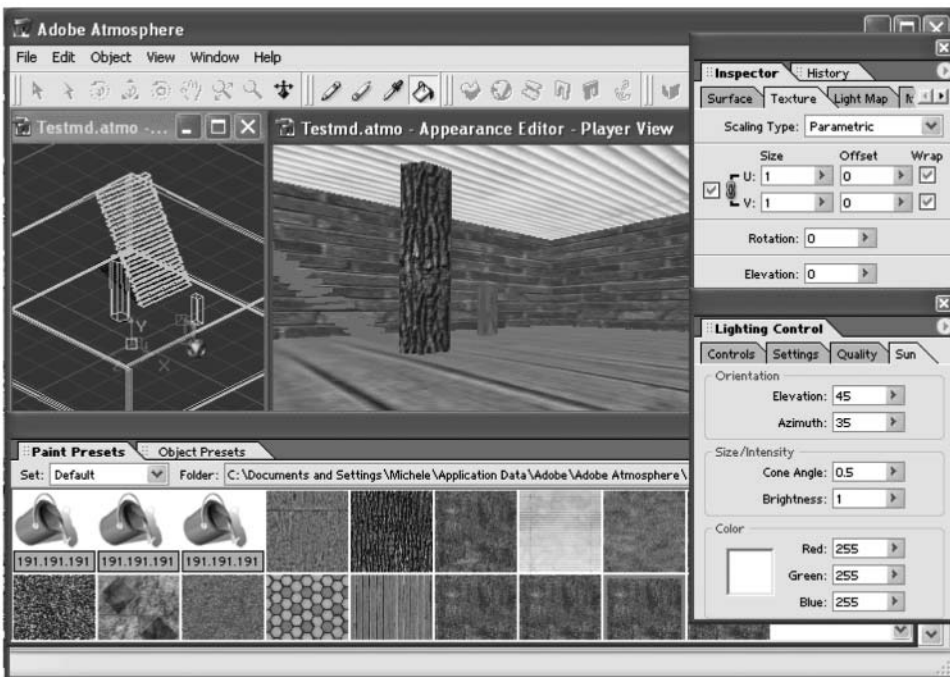 Adobe Atmosphere
File Edit Object View Window Help
Testmd.atmo - ...
Testmd.atmo - Appearance Editor - Player View
Y
X
Inspector History
Surface Texture Light Map
Scaling Type: Parametric
Size Offset Wrap
U: 1 0
V: 1 0
Rotation: 0
Elevation: 0
Lighting Control
Controls Settings Quality Sun
Orientation
Elevation: 45
Azimuth: 35
Size/Intensity
Cone Angle: 0.5
Brightness: 1
Color
Red: 255
Green: 255
Blue: 255
Paint Presets Object Presets
Set: Default Folder: C:\Documents and Settings\Michele\Application Data\Adobe\Adobe Atmosphere\
191.191.191 191.191.191 191.191.191